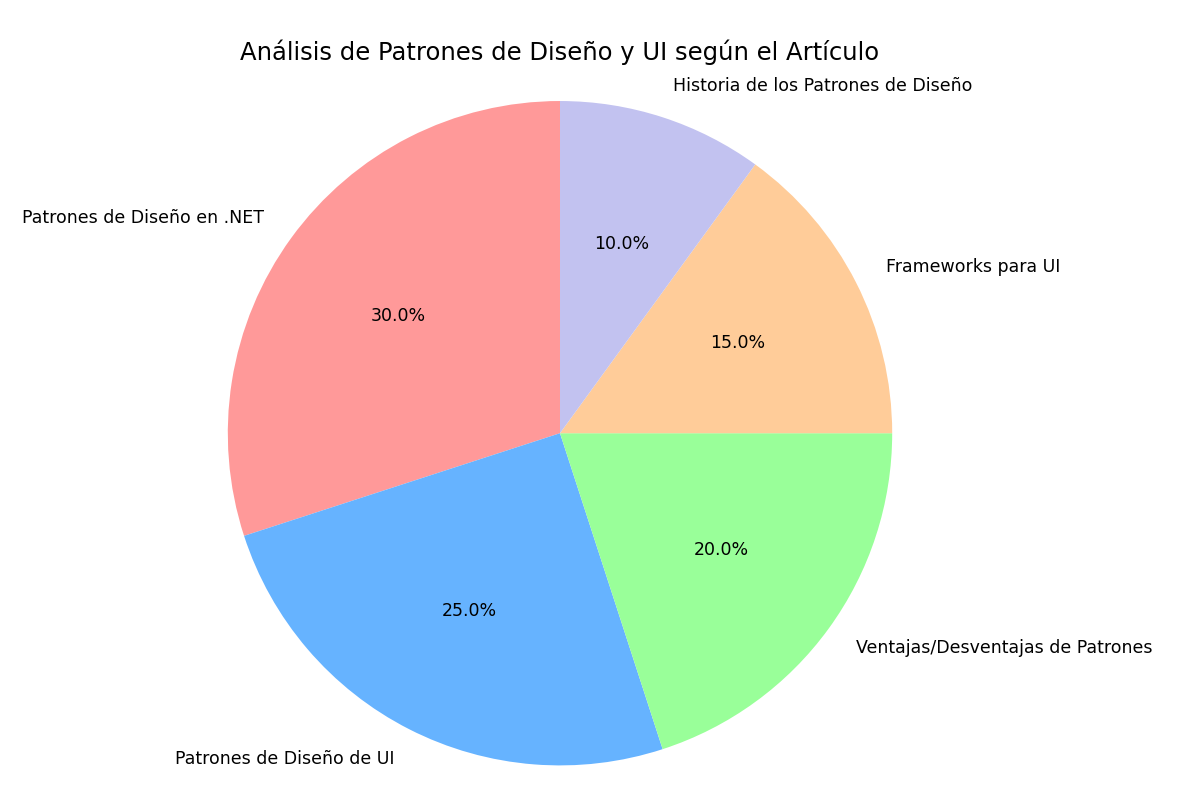 Análisis de Patrones de Diseño y UI según el Artículo
Historia de los Patrones de Diseño
Patrones de Diseño en .NET
10.0%
Frameworks para UI
30.0%
15.0%
20.0%
25.0%
Ventajas/Desventajas de Patrones
Patrones de Diseño de UI